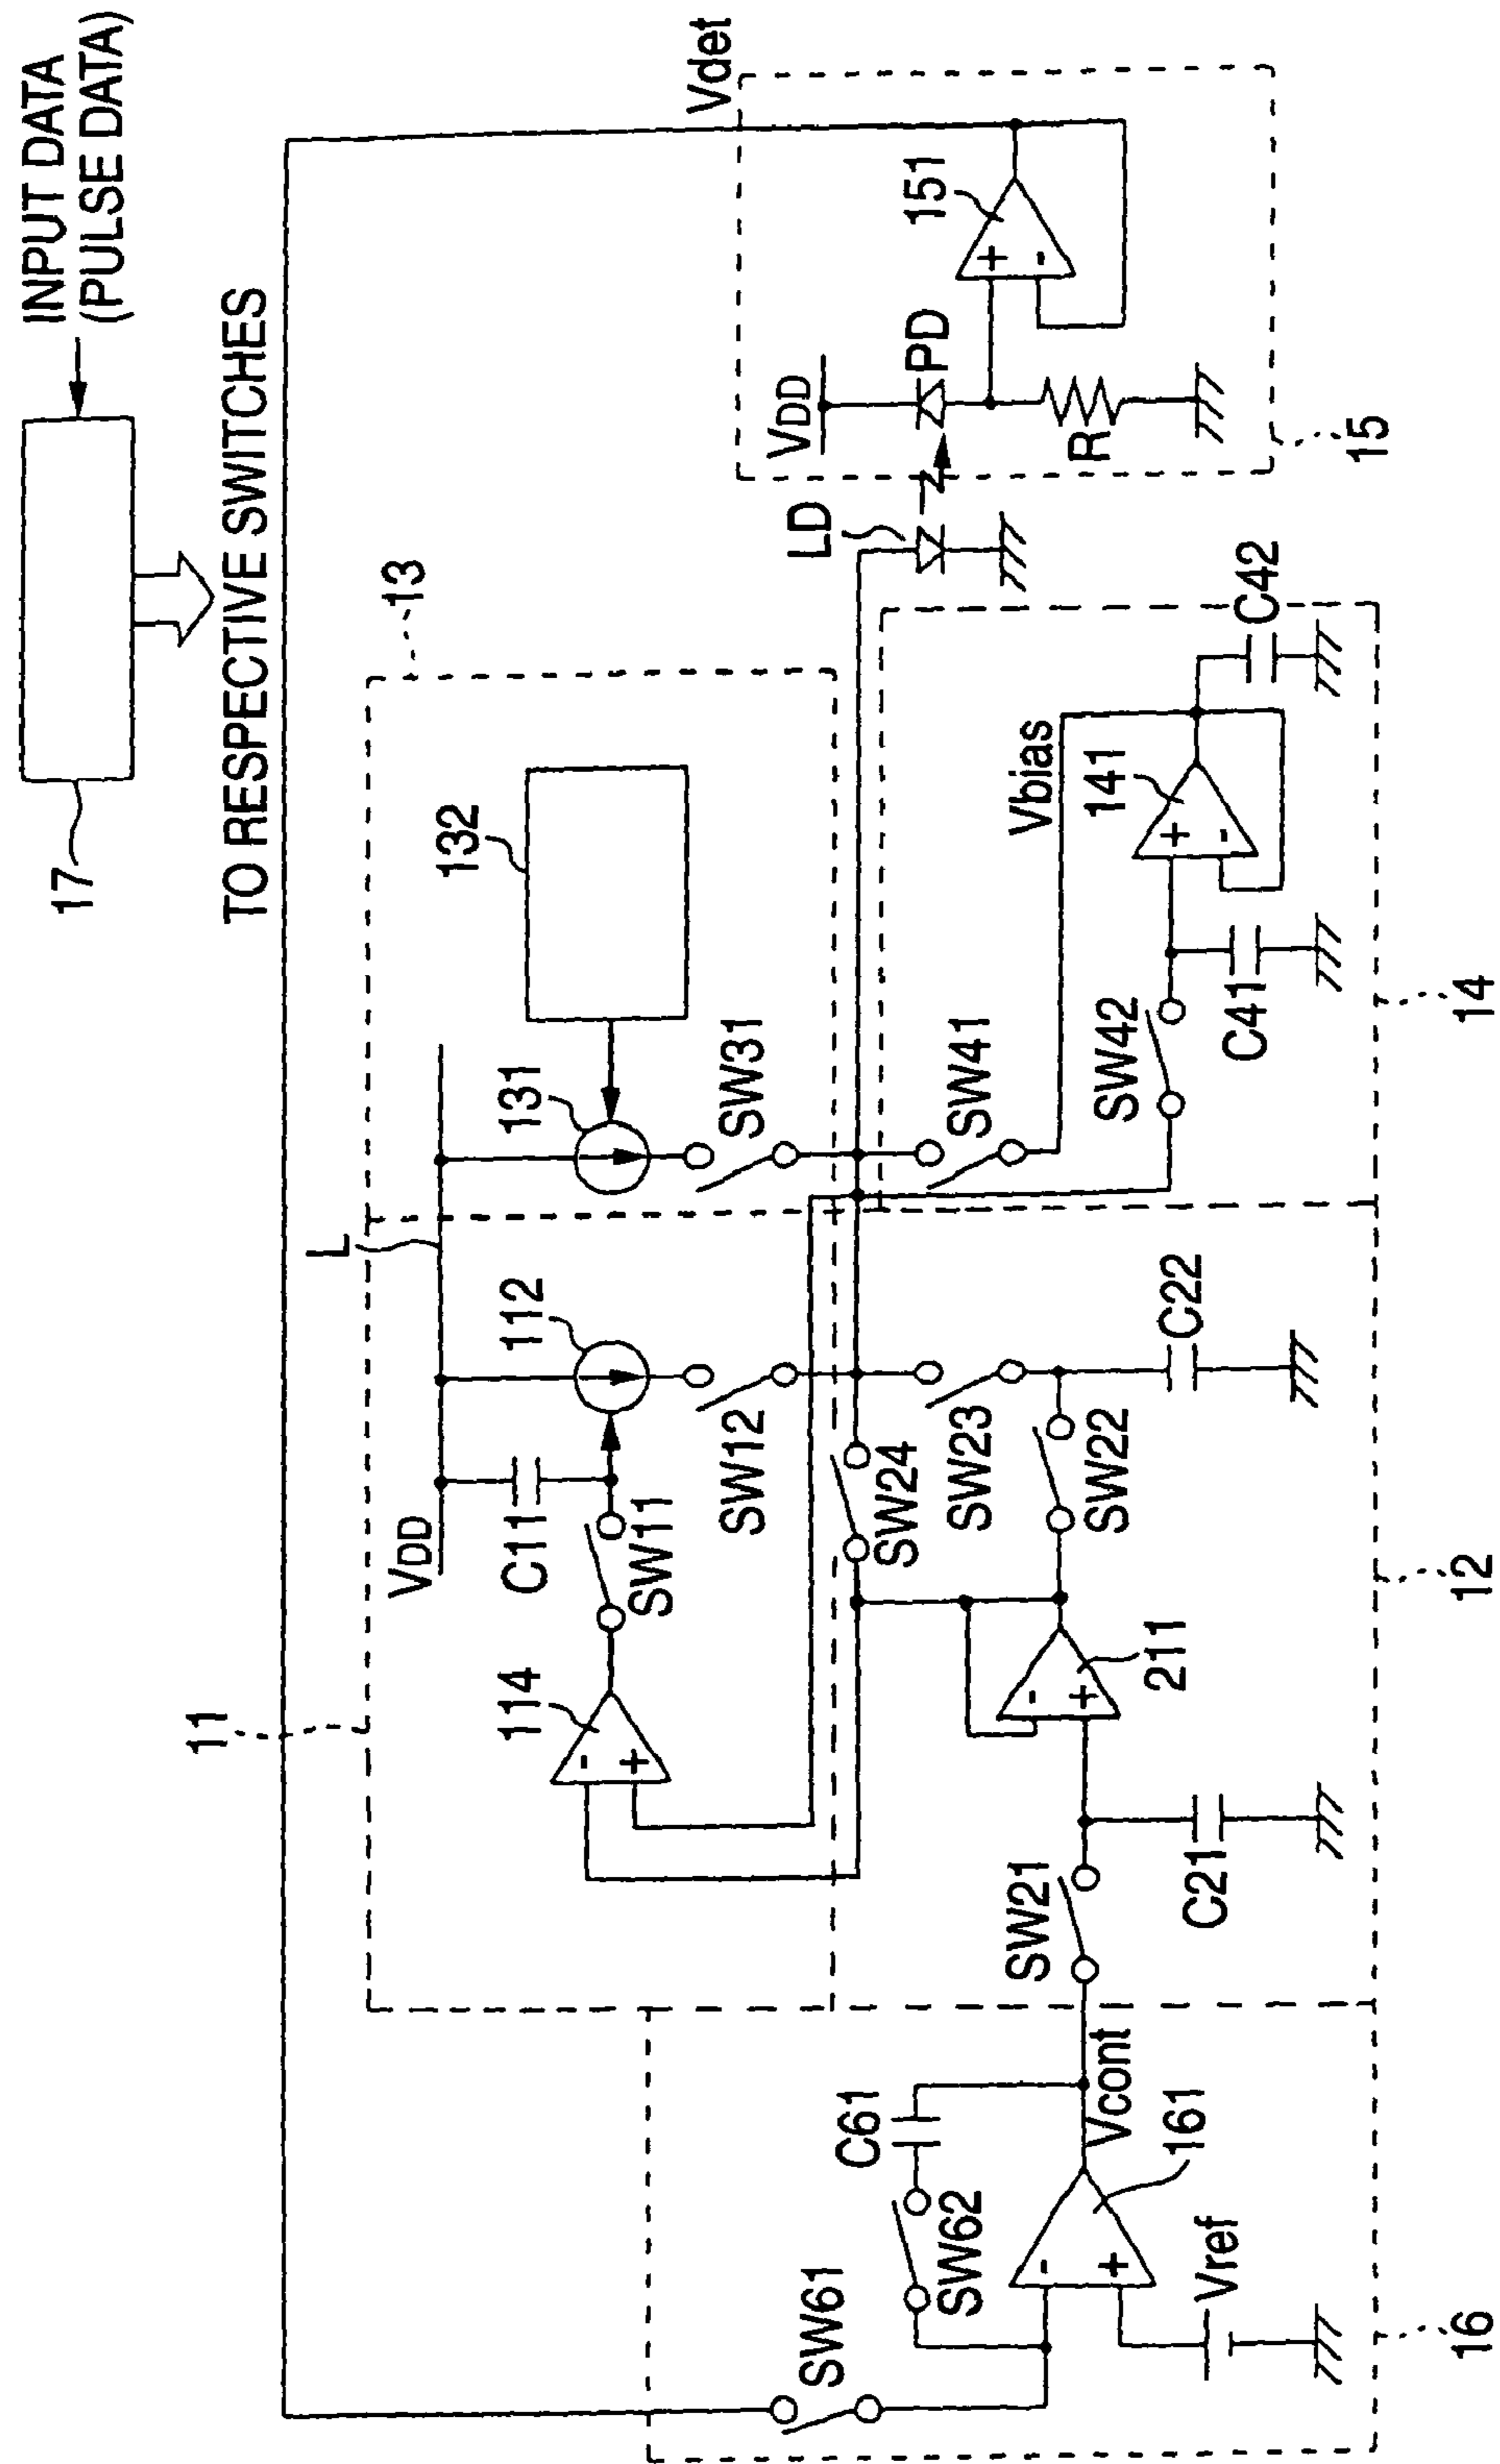 INPUT DATA
(PULSE DATA)
17
TO RESPECTIVE SWITCHES
11
13
L
VDD
C11
SW11
112
114
SW12
131
132
SW31
LD
Vdet
VDD
PD
R
151
15
SW24
SW23
SW22
C22
211
SW21
C21
12
SW41
SW42
C41
Vbias
141
C42
14
SW61
SW62
C61
Vcont
161
Vref
16
-
+
-
+
-
+
+
-
+
-